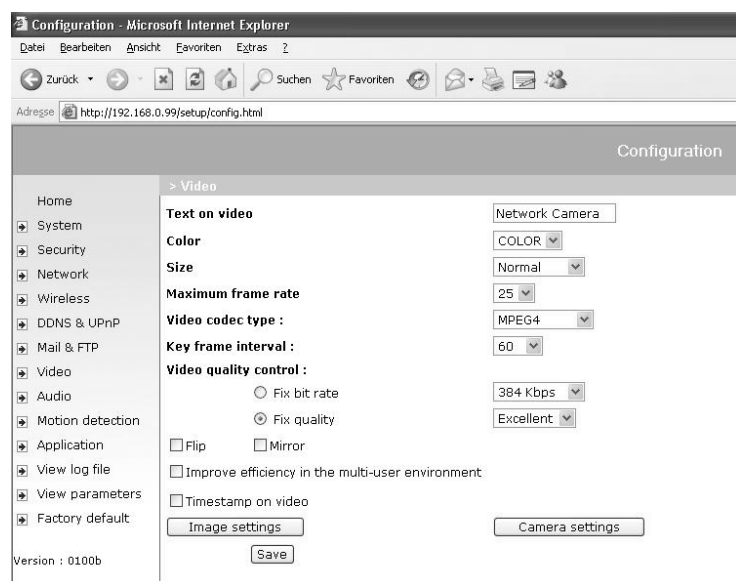 Configuration - Microsoft Internet Explorer
Datei Bearbeiten Ansicht Favoriten Extras ?
Zurück Suchen Favoriten
Adresse http://192.168.0.99/setup/config.html
Configuration
> Video
Home
System
Security
Network
Wireless
DDNS & UPnP
Mail & FTP
Video
Audio
Motion detection
Application
View log file
View parameters
Factory default
Version : 0100b
Text on video Network Camera
Color COLOR
Size Normal
Maximum frame rate 25
Video codec type : MPEG4
Key frame interval : 60
Video quality control :
Fix bit rate 384 Kbps
Fix quality Excellent
Flip Mirror
Improve efficiency in the multi-user environment
Timestamp on video
Image settings Camera settings
Save